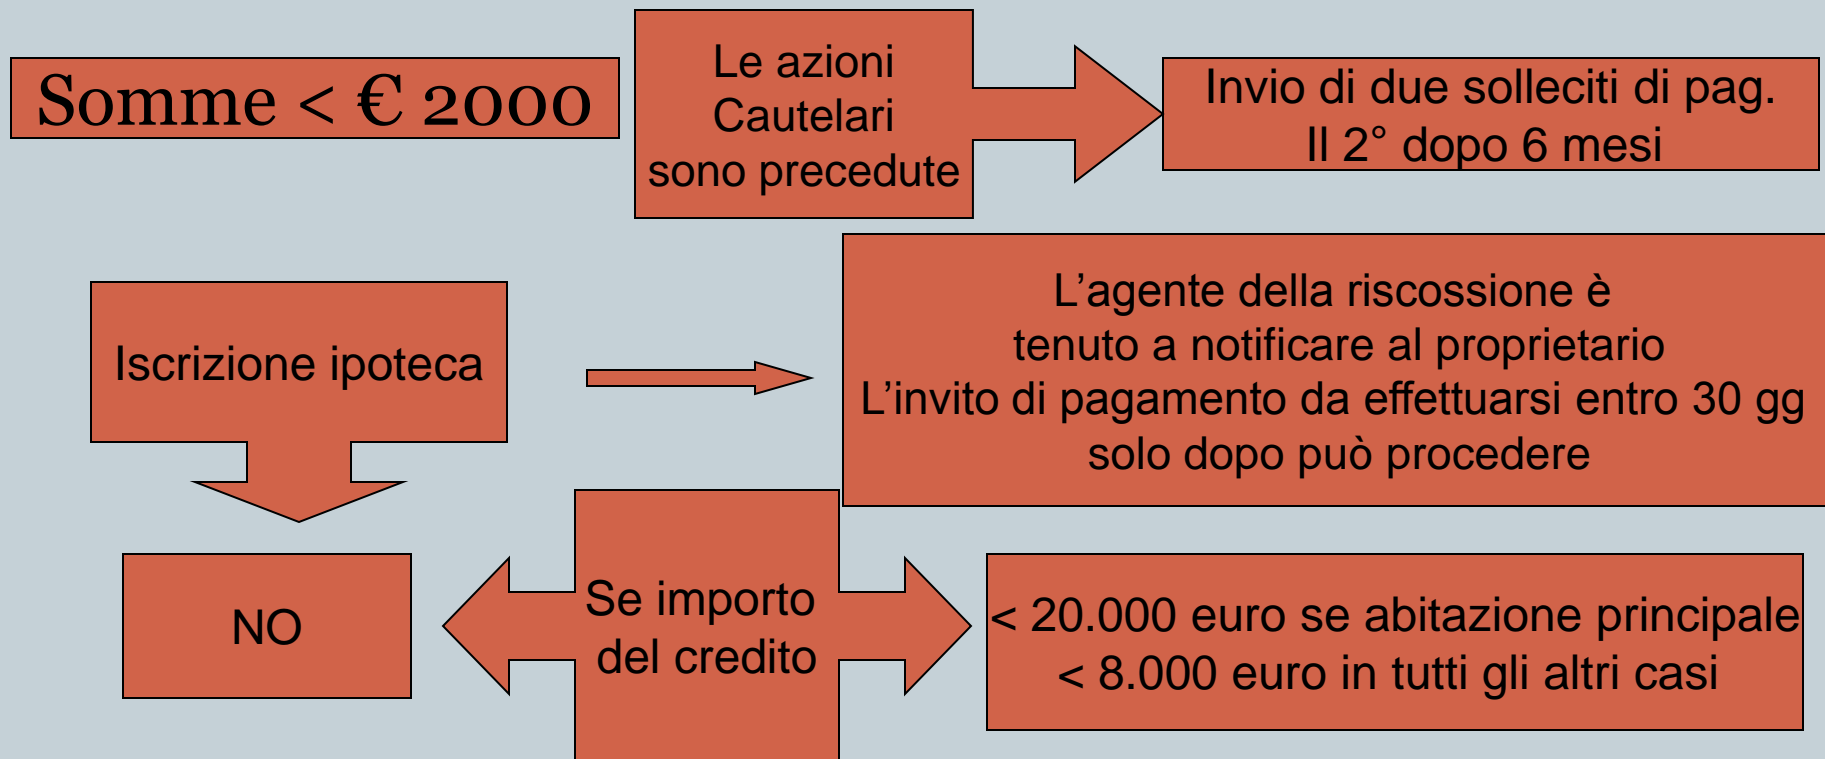 Somme < € 2000
Le azioni
Cautelari
sono precedute
Invio di due solleciti di pag.
Il 2° dopo 6 mesi
Iscrizione ipoteca
L’agente della riscossione è
tenuto a notificare al proprietario
L’invito di pagamento da effettuarsi entro 30 gg
solo dopo può procedere
NO
Se importo
del credito
< 20.000 euro se abitazione principale
< 8.000 euro in tutti gli altri casi